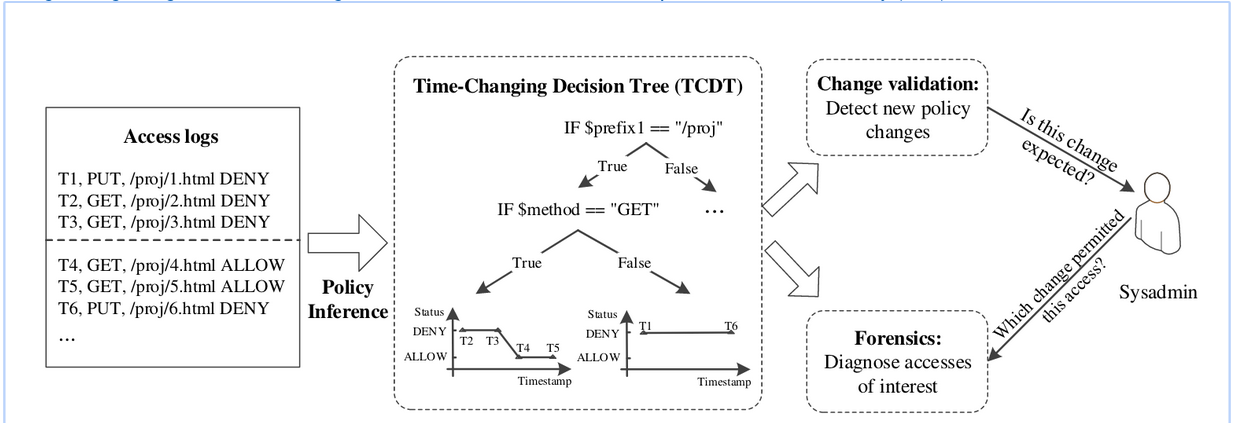 Access logs
T1, PUT, /proj/1.html DENY
T2, GET, /proj/2.html DENY
T3, GET, /proj/3.html DENY
T4, GET, /proj/4.html ALLOW
T5, GET, /proj/5.html ALLOW
T6, PUT, /proj/6.html DENY
...
Policy
Inference
Time-Changing Decision Tree (TCDT)
IF $prefix1 == "/proj"
True
False
IF $method == "GET"
...
True
False
Status
DENY
ALLOW
T2
T3
T4
T5
Timestamp
Status
DENY
ALLOW
T1
T6
Timestamp
Change validation:
Detect new policy
changes
Is this change
expected?
Sysadmin
Which change permitted
this access?
Forensics:
Diagnose accesses
of interest